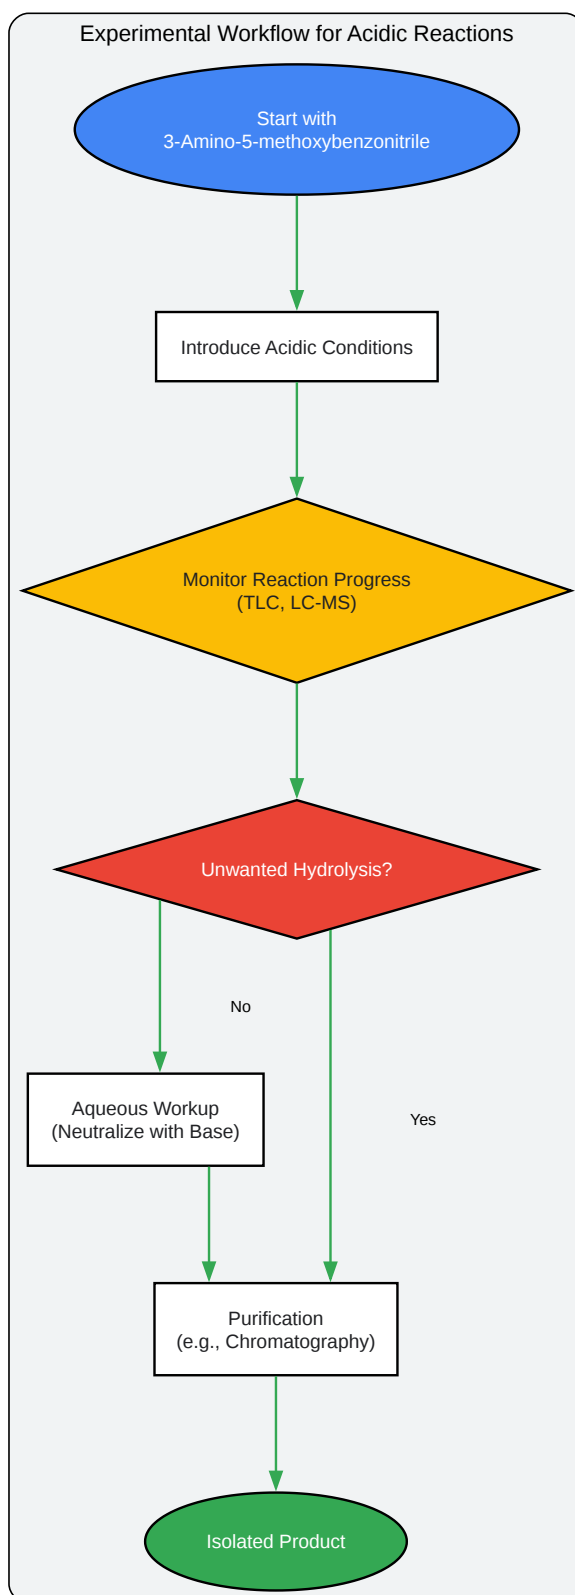 Experimental Workflow for Acidic Reactions
Start with
3-Amino-5-methoxybenzonitrile
Introduce Acidic Conditions
Monitor Reaction Progress
(TLC, LC-MS)
Unwanted Hydrolysis?
No
Aqueous Workup
(Neutralize with Base)
Yes
Purification
(e.g., Chromatography)
Isolated Product